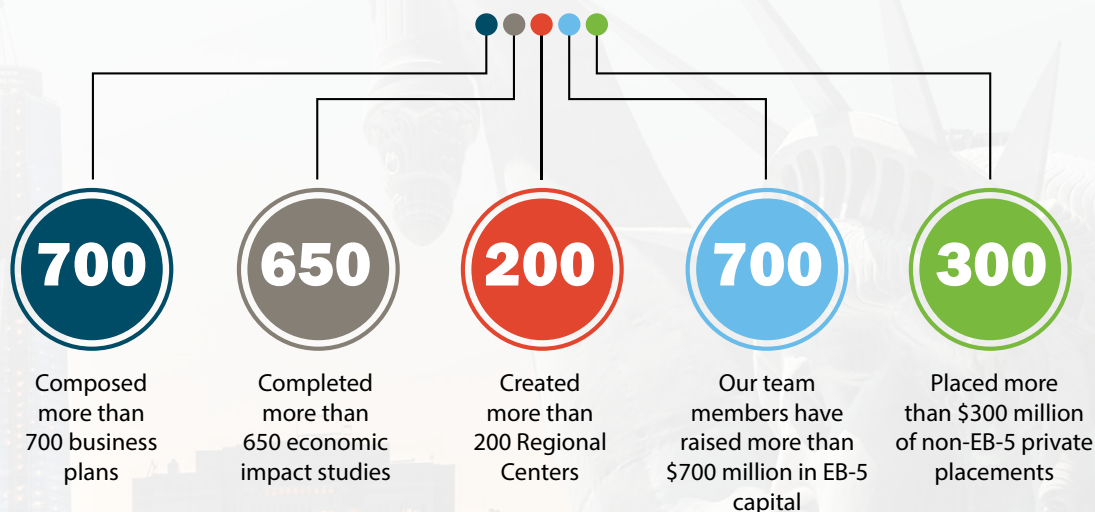 700
Composed
more than
700 business
plans
650
Completed
more than
650 economic
impact studies
200
Created
more than
200 Regional
Centers
700
Our team
members have
raised more than
$700 million in EB-5
capital
300
Placed more
than $300 million
of non-EB-5 private
placements